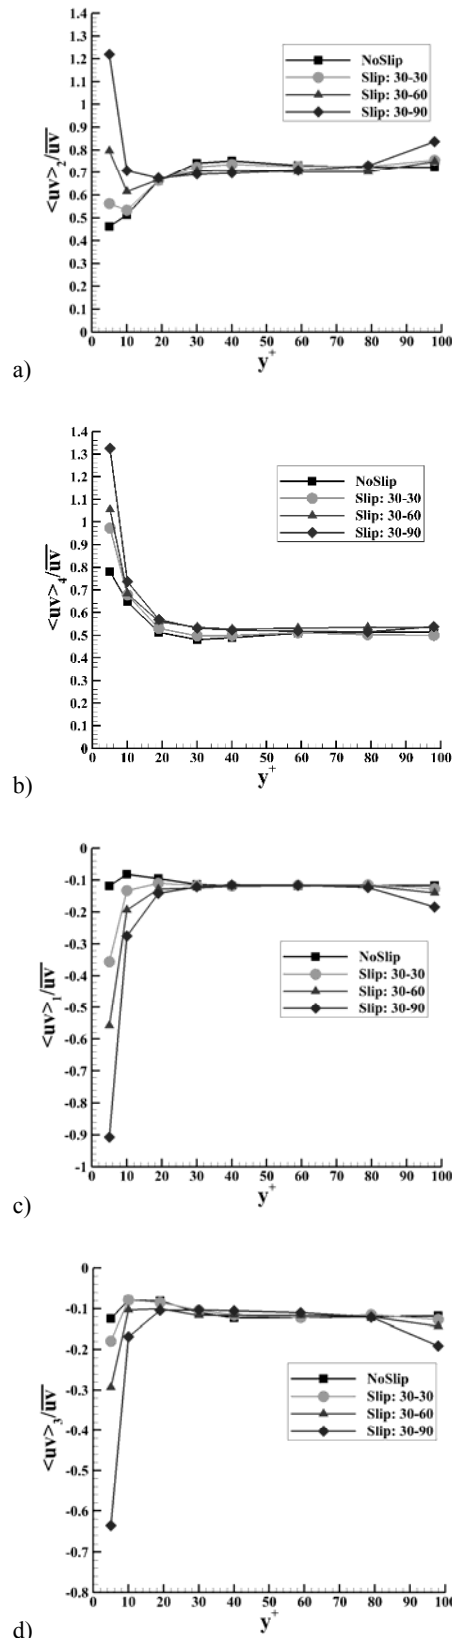 1.4
1.3
1.2
1.1
1
0.9
0.8
0.7
0.6
0.5
0.4
0.3
0.2
0.1
0
<uv>₂/uv
NoSlip
Slip: 30-30
Slip: 30-60
Slip: 30-90
0 10 20 30 40 50 60 70 80 90 100
y⁺
a)
1.4
1.3
1.2
1.1
1
0.9
0.8
0.7
0.6
0.5
0.4
0.3
0.2
0.1
0
<uv>₄/uv
NoSlip
Slip: 30-30
Slip: 30-60
Slip: 30-90
0 10 20 30 40 50 60 70 80 90 100
y⁺
b)
0
-0.1
-0.2
-0.3
-0.4
-0.5
-0.6
-0.7
-0.8
-0.9
-1
<uv>₁/uv
NoSlip
Slip: 30-30
Slip: 30-60
Slip: 30-90
0 10 20 30 40 50 60 70 80 90 100
y⁺
c)
0
-0.1
-0.2
-0.3
-0.4
-0.5
-0.6
-0.7
-0.8
<uv>₃/uv
NoSlip
Slip: 30-30
Slip: 30-60
Slip: 30-90
0 10 20 30 40 50 60 70 80 90 100
y⁺
d)